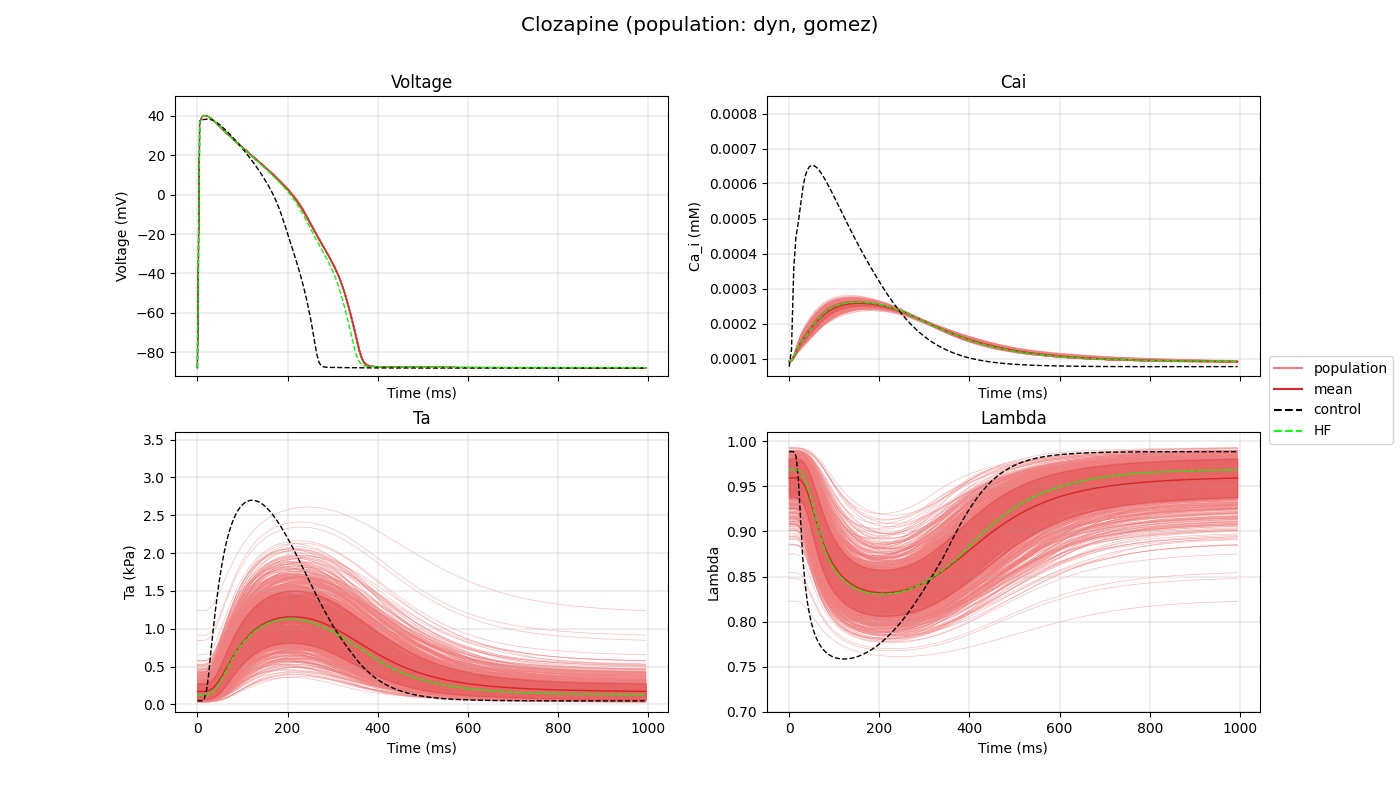 Clozapine (population: dyn, gomez)
Voltage
Voltage (mV)
40
20
0
−20
−40
−60
−80
Time (ms)
Cai
Ca_i (mM)
0.0008
0.0007
0.0006
0.0005
0.0004
0.0003
0.0002
0.0001
Time (ms)
population
mean
control
HF
Ta
Ta (kPa)
3.5
3.0
2.5
2.0
1.5
1.0
0.5
0.0
0 200 400 600 800 1000
Time (ms)
Lambda
Lambda
1.00
0.95
0.90
0.85
0.80
0.75
0.70
0 200 400 600 800 1000
Time (ms)